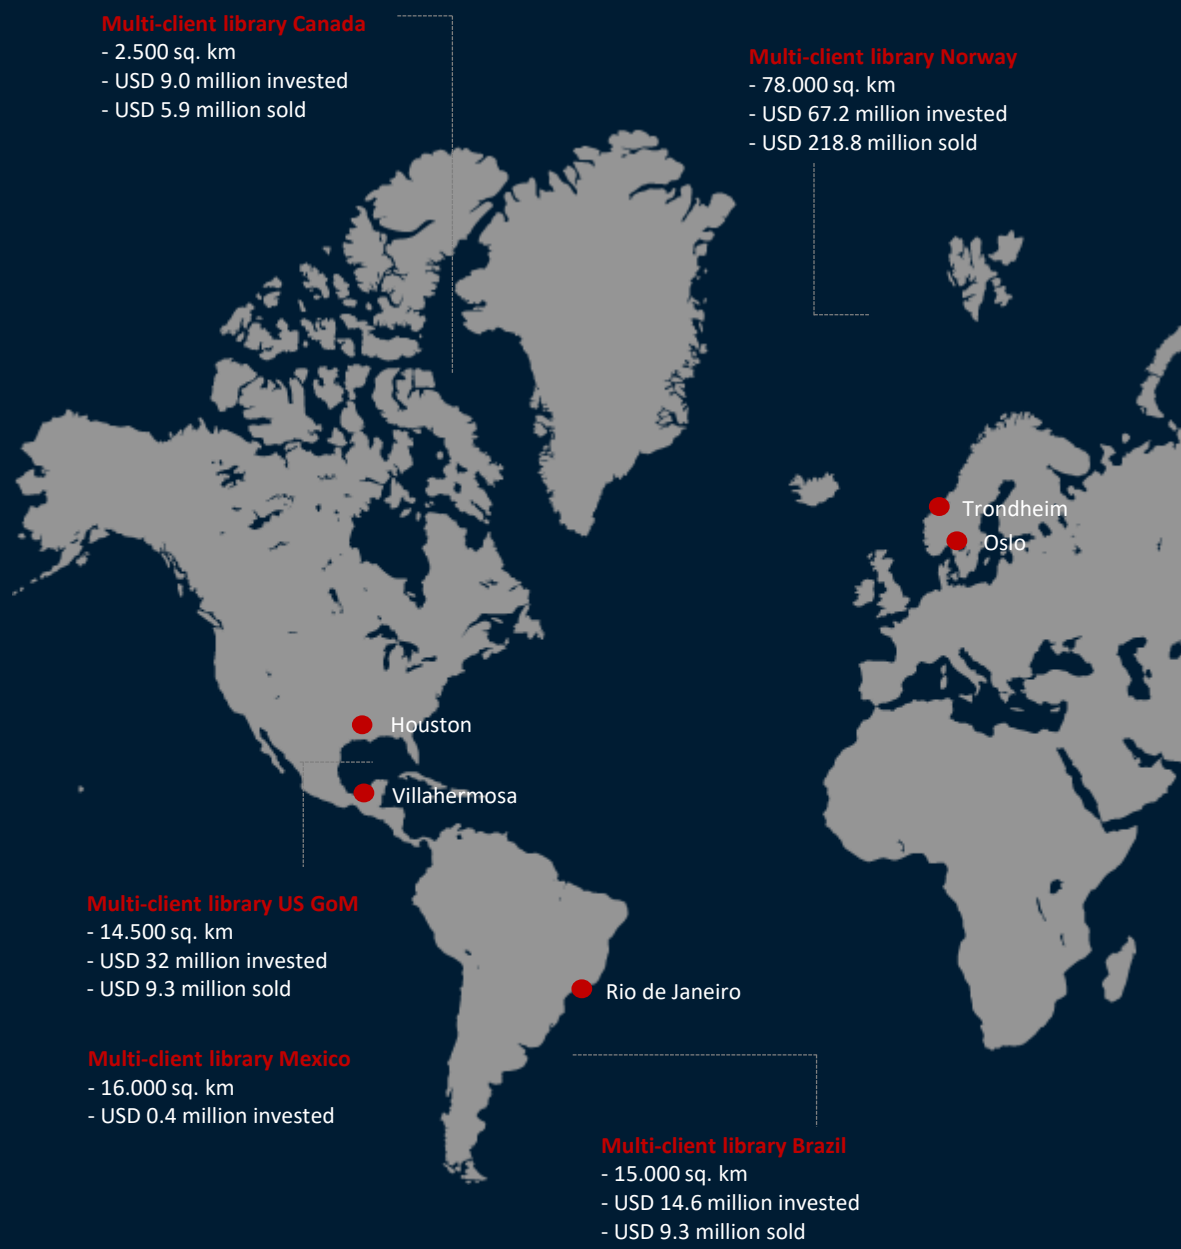 Multi-client library Canada
- 2.500 sq. km
- USD 9.0 million invested
- USD 5.9 million sold
Multi-client library Norway
- 78.000 sq. km
- USD 67.2 million invested
- USD 218.8 million sold
Trondheim
Oslo
Houston
Villahermosa
Multi-client library US GoM
- 14.500 sq. km
- USD 32 million invested
- USD 9.3 million sold
Rio de Janeiro
Multi-client library Mexico
- 16.000 sq. km
- USD 0.4 million invested
Multi-client library Brazil
- 15.000 sq. km
- USD 14.6 million invested
- USD 9.3 million sold